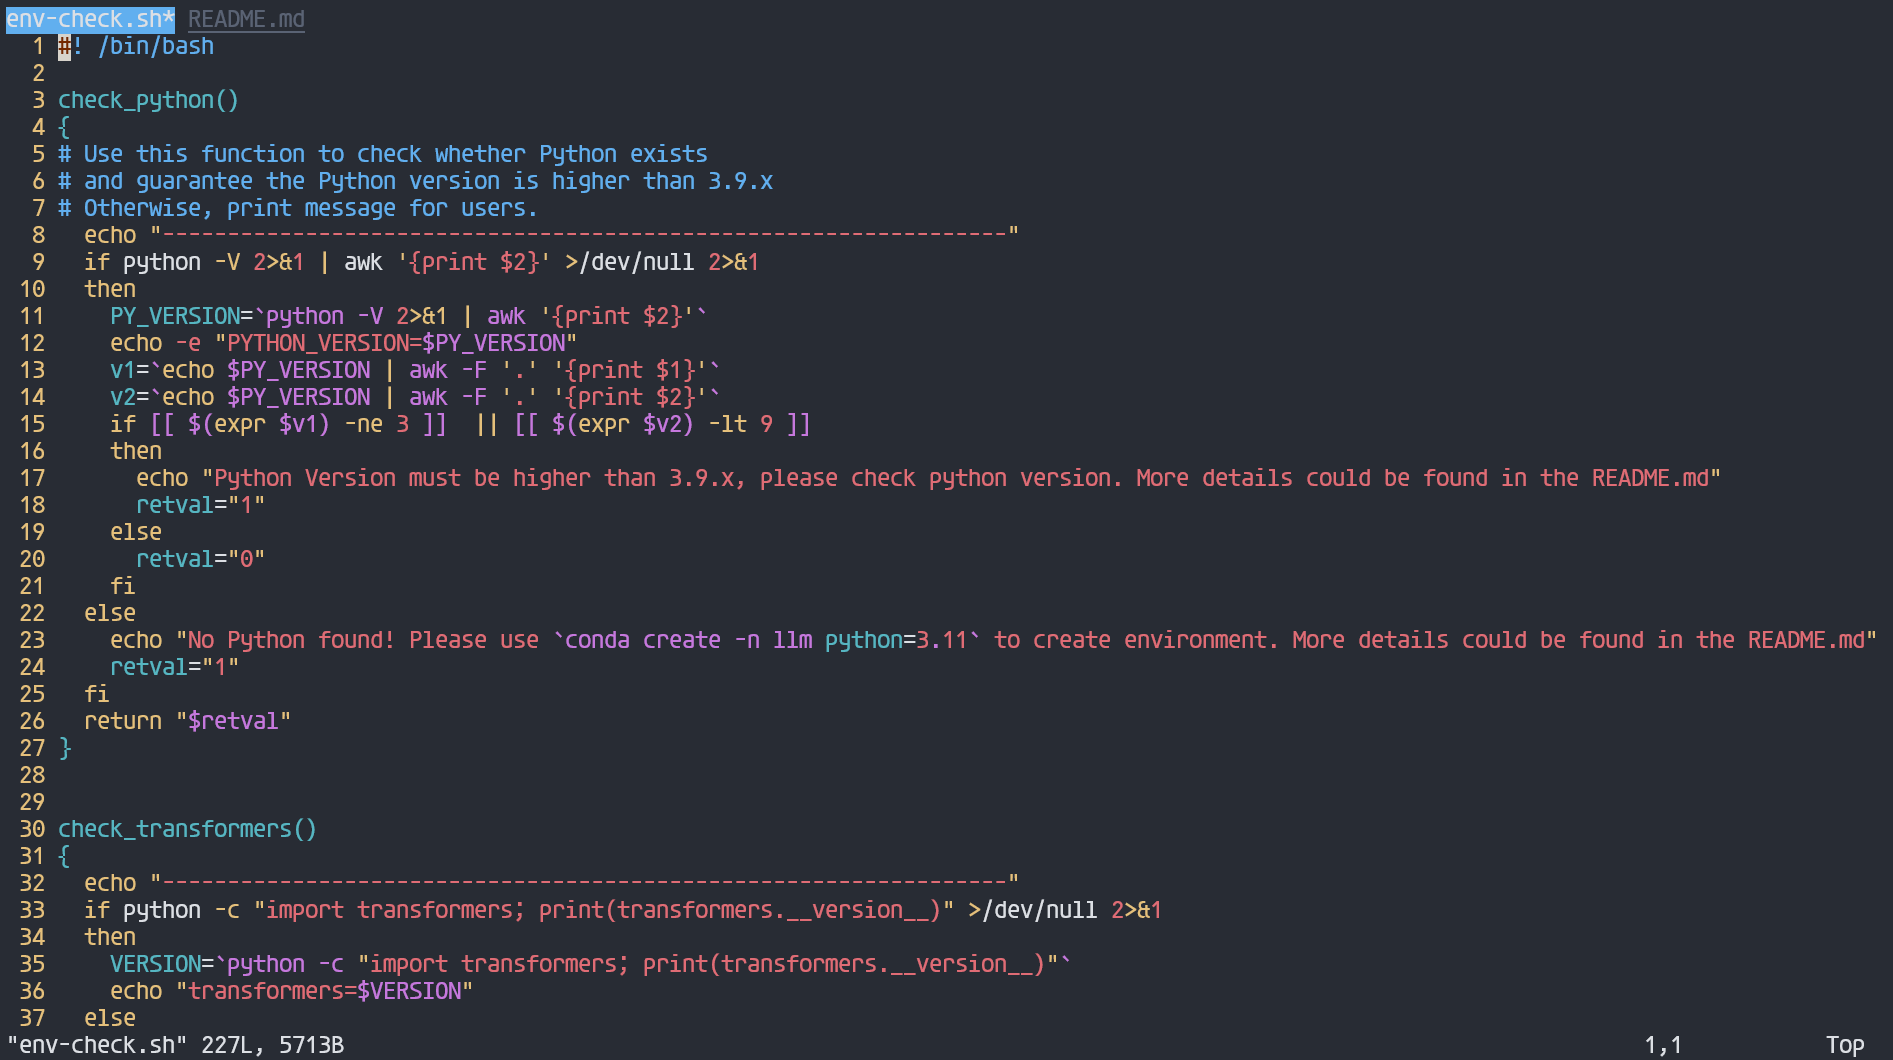 env-check.sh* README.md
1 #! /bin/bash
2
3 check_python()
4 {
5 # Use this function to check whether Python exists
6 # and guarantee the Python version is higher than 3.9.x
7 # Otherwise, print message for users.
8   echo "-----------------------------------------------------------------"
9   if python -V 2>&1 | awk '{print $2}' >/dev/null 2>&1
10   then
11     PY_VERSION=`python -V 2>&1 | awk '{print $2}'`
12     echo -e "PYTHON_VERSION=$PY_VERSION"
13     v1=`echo $PY_VERSION | awk -F '.' '{print $1}'`
14     v2=`echo $PY_VERSION | awk -F '.' '{print $2}'`
15     if [[ $(expr $v1) -ne 3 ]]  || [[ $(expr $v2) -lt 9 ]]
16     then
17       echo "Python Version must be higher than 3.9.x, please check python version. More details could be found in the README.md"
18       retval="1"
19     else
20       retval="0"
21     fi
22   else
23     echo "No Python found! Please use `conda create -n llm python=3.11` to create environment. More details could be found in the README.md"
24     retval="1"
25   fi
26   return "$retval"
27 }
28
29
30 check_transformers()
31 {
32   echo "-----------------------------------------------------------------"
33   if python -c "import transformers; print(transformers.__version__)" >/dev/null 2>&1
34   then
35     VERSION=`python -c "import transformers; print(transformers.__version__)"`
36     echo "transformers=$VERSION"
37   else
"env-check.sh" 227L, 5713B 1,1 Top